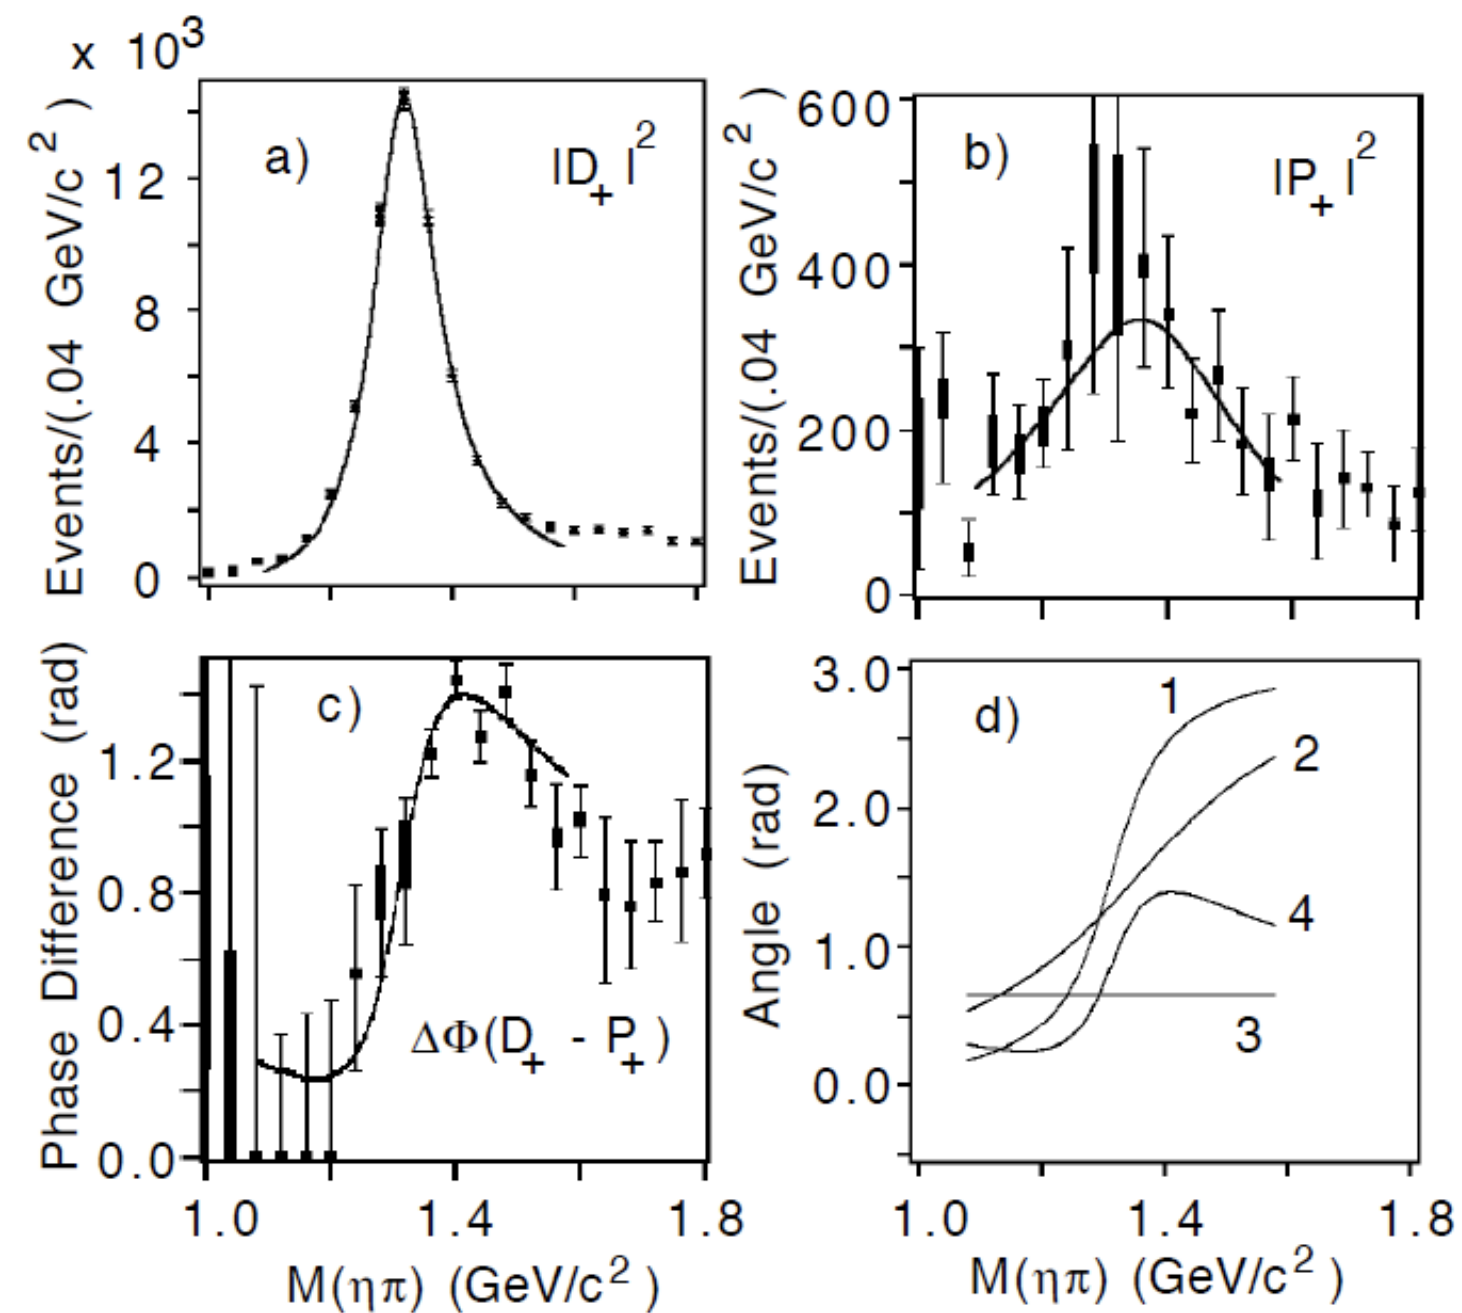 x 10³
Events/(.04 GeV/c²)
12
8
4
0
a)
|D₊|²
Events/(.04 GeV/c²)
600
400
200
0
b)
|P₊|²
Phase Difference (rad)
1.2
0.8
0.4
0.0
c)
ΔΦ(D₊ - P₊)
1.0 1.4 1.8
M(ηπ) (GeV/c²)
Angle (rad)
3.0
2.0
1.0
0.0
d)
1
2
3
4
1.0 1.4 1.8
M(ηπ) (GeV/c²)